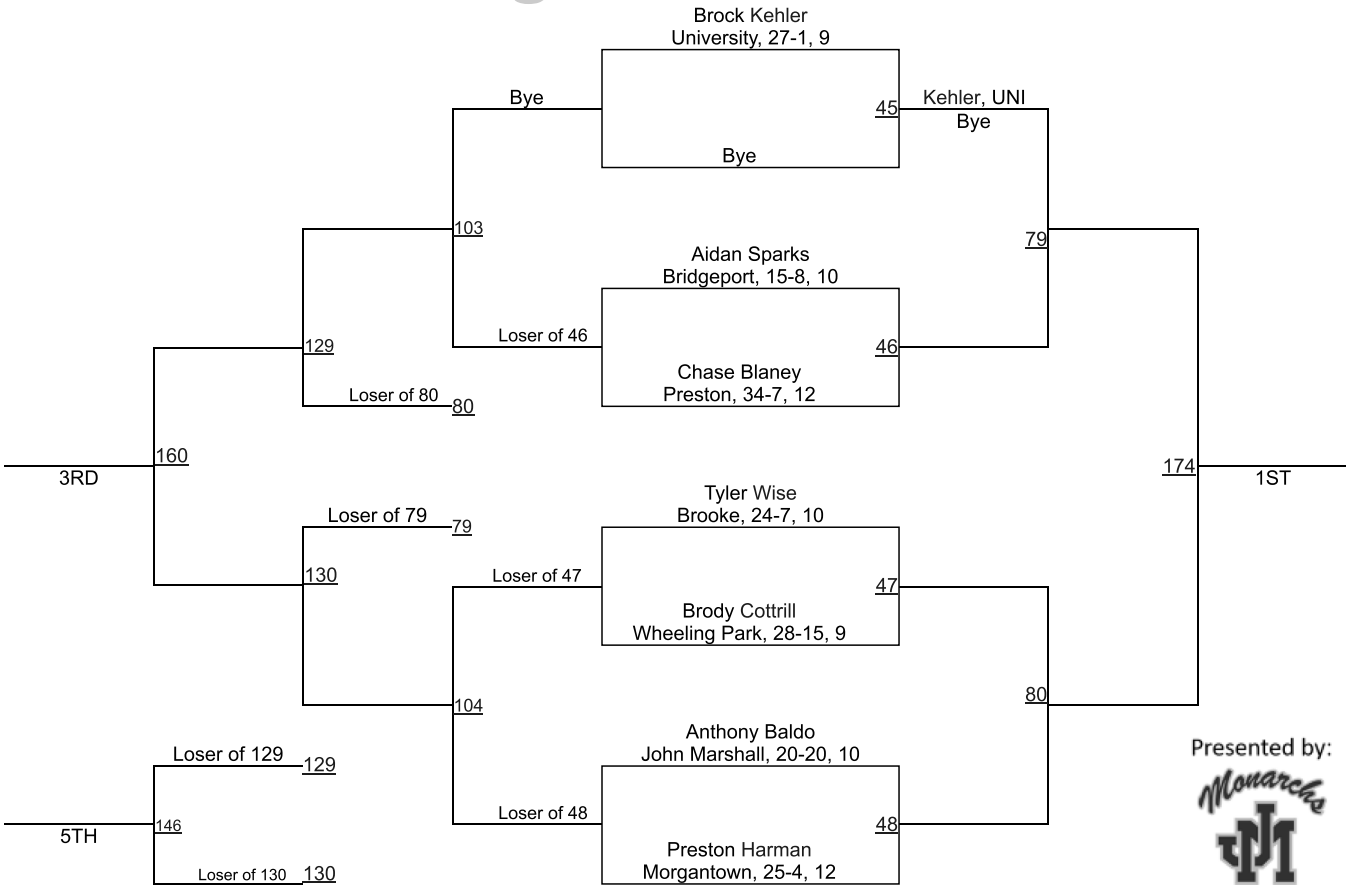 Brock Kehler
University, 27-1, 9
Bye
45
Kehler, UNI
Bye
Bye
103
79
Aidan Sparks
Bridgeport, 15-8, 10
Loser of 46
46
129
Chase Blaney
Preston, 34-7, 12
Loser of 80
80
160
3RD
174
1ST
Tyler Wise
Brooke, 24-7, 10
Loser of 79
79
Loser of 47
47
130
Brody Cottrill
Wheeling Park, 28-15, 9
104
80
Anthony Baldo
John Marshall, 20-20, 10
Loser of 129
129
Presented by:
Monarchs
JM
Loser of 48
48
146
5TH
Preston Harman
Morgantown, 25-4, 12
Loser of 130
130